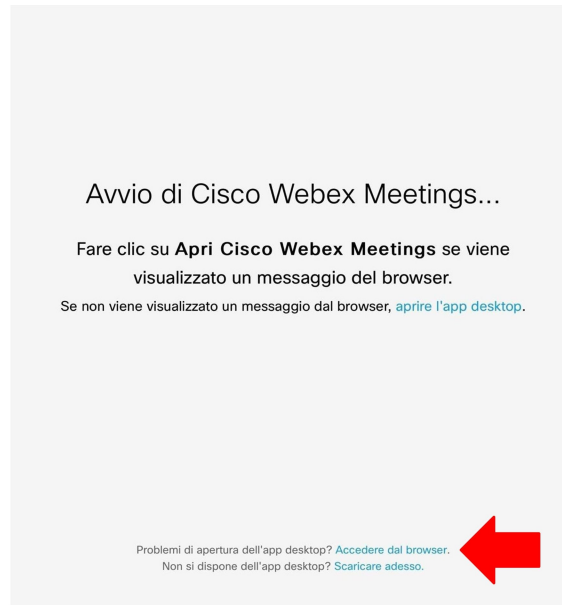 Avvio di Cisco Webex Meetings...
Fare clic su Apri Cisco Webex Meetings se viene
visualizzato un messaggio del browser.
Se non viene visualizzato un messaggio dal browser, aprire l'app desktop.
Problemi di apertura dell'app desktop? Accedere dal browser.
Non si dispone dell'app desktop? Scaricare adesso.